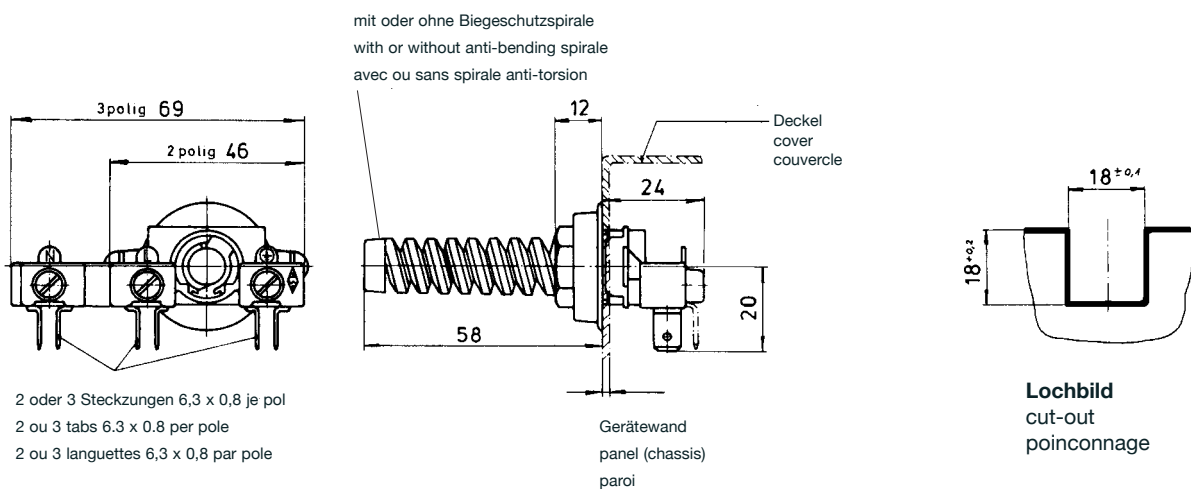 mit oder ohne Biegeschutzspirale
with or without anti-bending spirale
avec ou sans spirale anti-torsion
3polig 69
2polig 46
12
Deckel
cover
couvercle
24
18±0,1
18+0,2
N
L
58
20
2 oder 3 Steckzungen 6,3 x 0,8 je pol
2 ou 3 tabs 6.3 x 0.8 per pole
2 ou 3 languettes 6,3 x 0,8 par pole
Gerätewand
panel (chassis)
paroi
Lochbild
cut-out
poinconnage